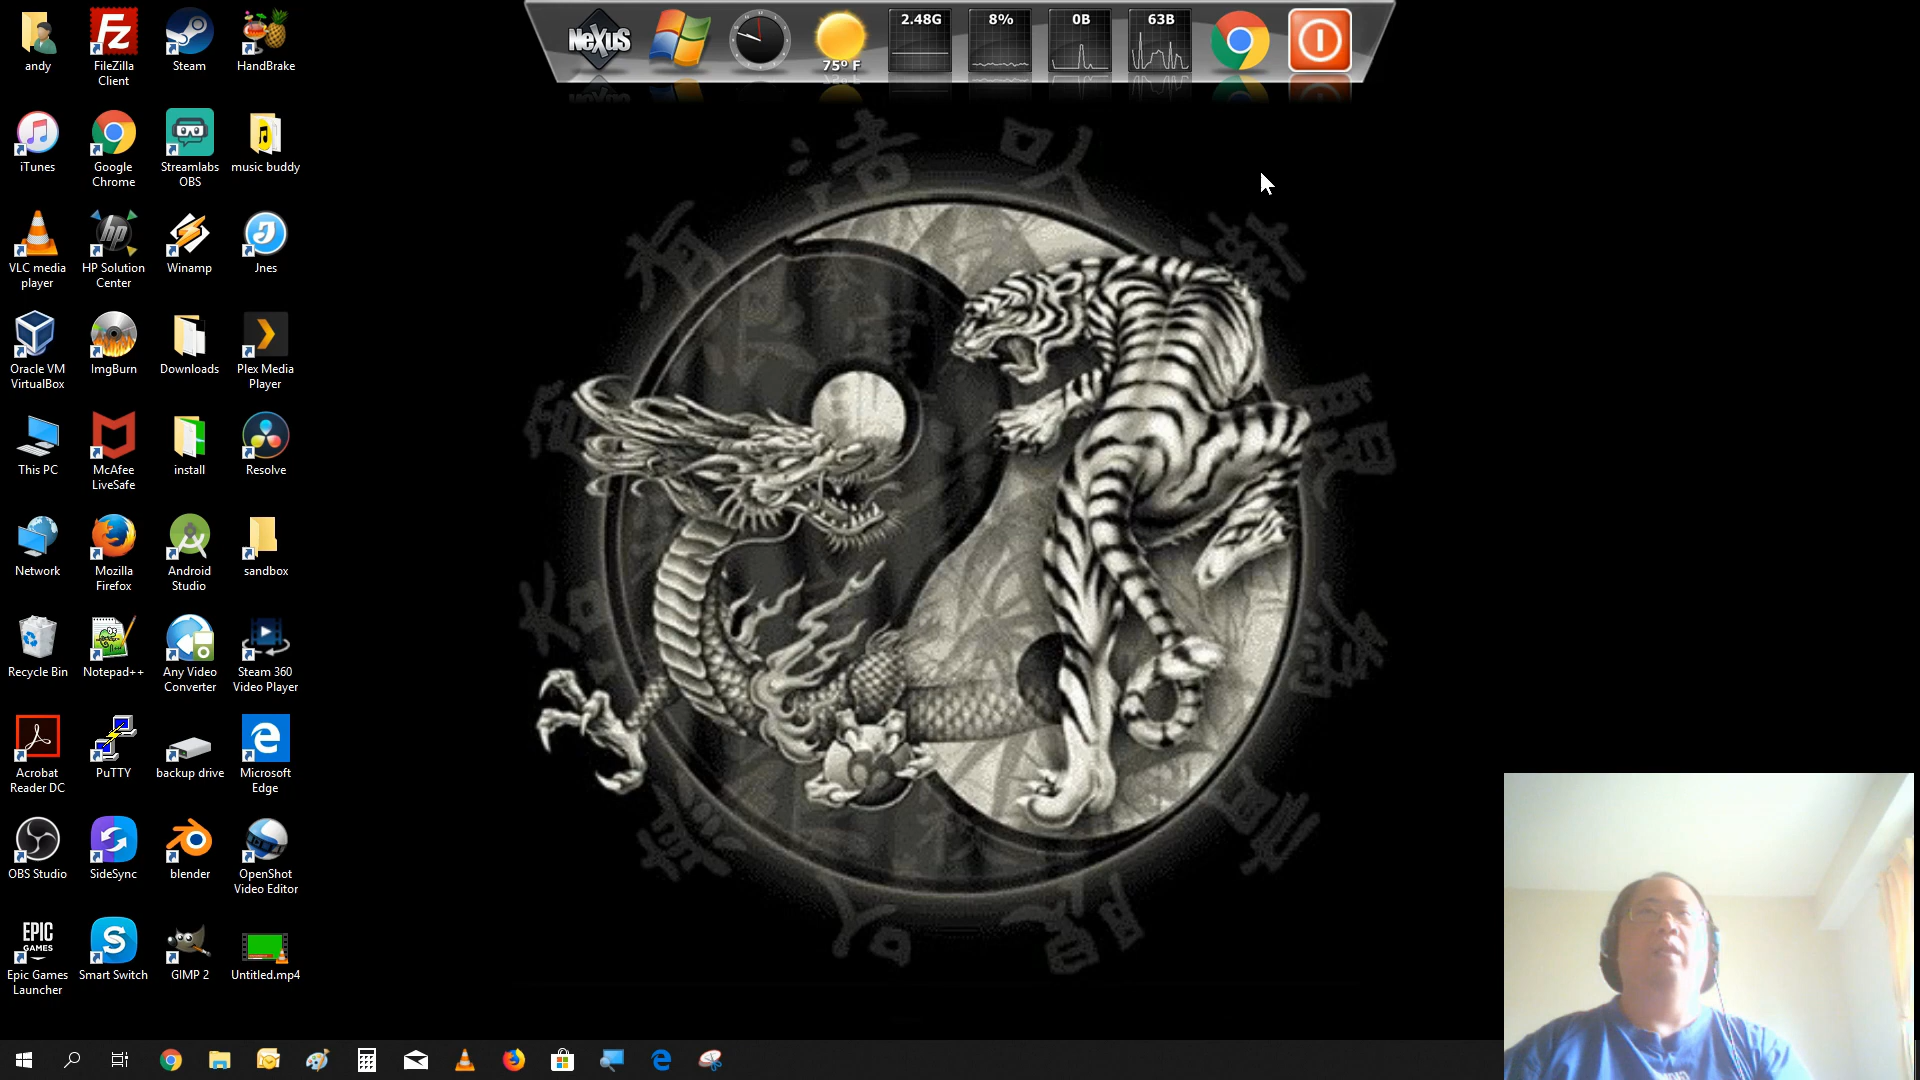 NeXuS
75° F
2.48G
8%
0B
63B
andy
FileZilla
Client
Steam
HandBrake
iTunes
Google
Chrome
Streamlabs
OBS
music buddy
VLC media
player
HP Solution
Center
Winamp
Jnes
Oracle VM
VirtualBox
ImgBurn
Downloads
Plex Media
Player
This PC
McAfee
LiveSafe
install
Resolve
Network
Mozilla
Firefox
Android
Studio
sandbox
Recycle Bin
Notepad++
Any Video
Converter
Steam 360
Video Player
Acrobat
Reader DC
PuTTY
backup drive
Microsoft
Edge
OBS Studio
SideSync
blender
OpenShot
Video Editor
EPIC
GAMES
Epic Games
Launcher
Smart Switch
GIMP 2
Untitled.mp4